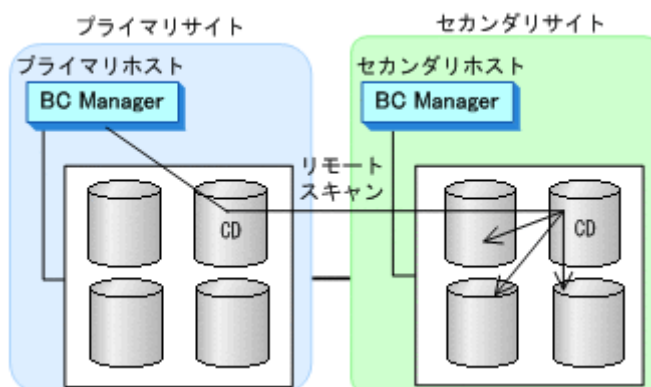 プライマリサイト
セカンダリサイト
プライマリホスト
セカンダリホスト
BC Manager
BC Manager
リモート
スキャン
CD
CD